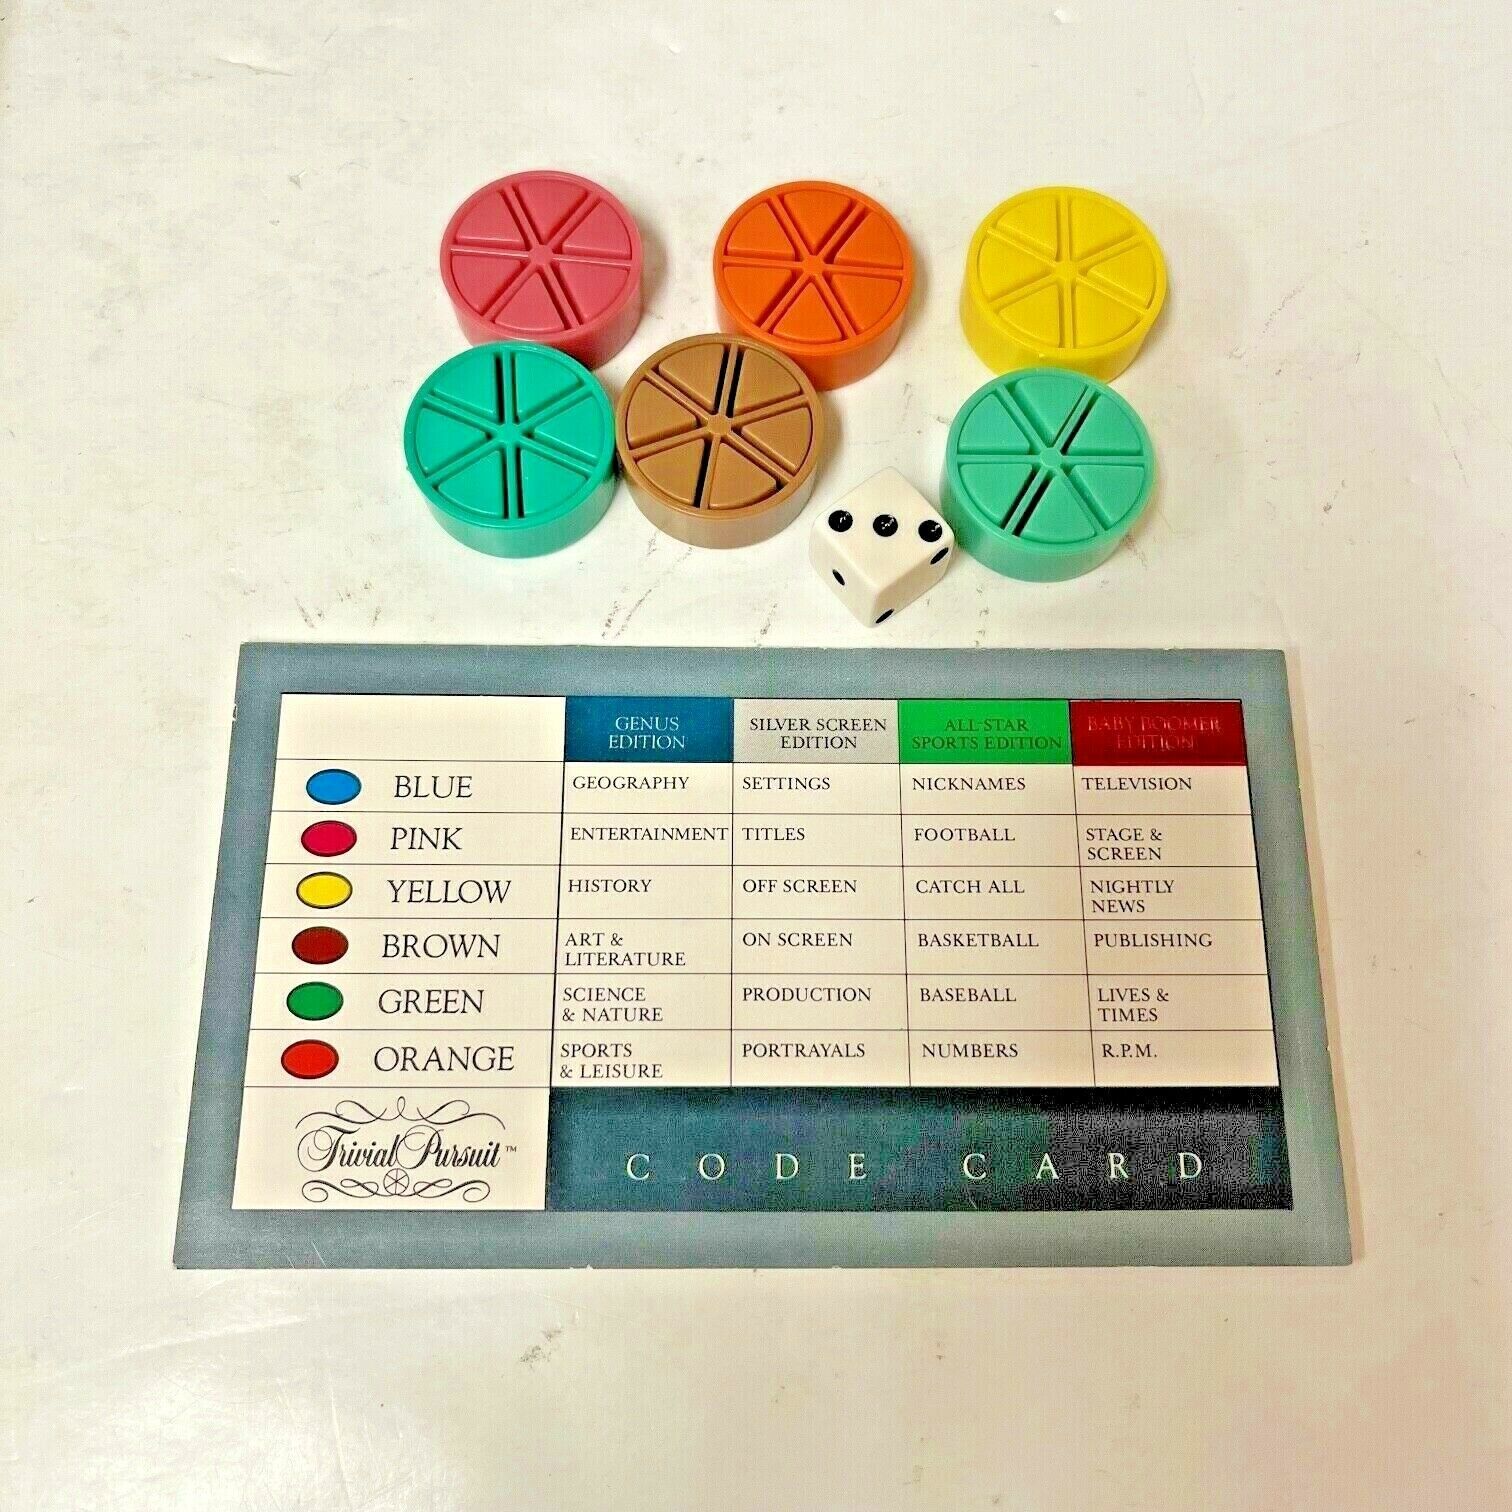 GENUS EDITION SILVER SCREEN EDITION ALL-STAR SPORTS EDITION BABY BOOMER EDITION
BLUE GEOGRAPHY SETTINGS NICKNAMES TELEVISION
PINK ENTERTAINMENT TITLES FOOTBALL STAGE & SCREEN
YELLOW HISTORY OFF SCREEN CATCH ALL NIGHTLY NEWS
BROWN ART & LITERATURE ON SCREEN BASKETBALL PUBLISHING
GREEN SCIENCE & NATURE PRODUCTION BASEBALL LIVES & TIMES
ORANGE SPORTS & LEISURE PORTRAYALS NUMBERS R.P.M.
Trivial Pursuit™ CODE CARD